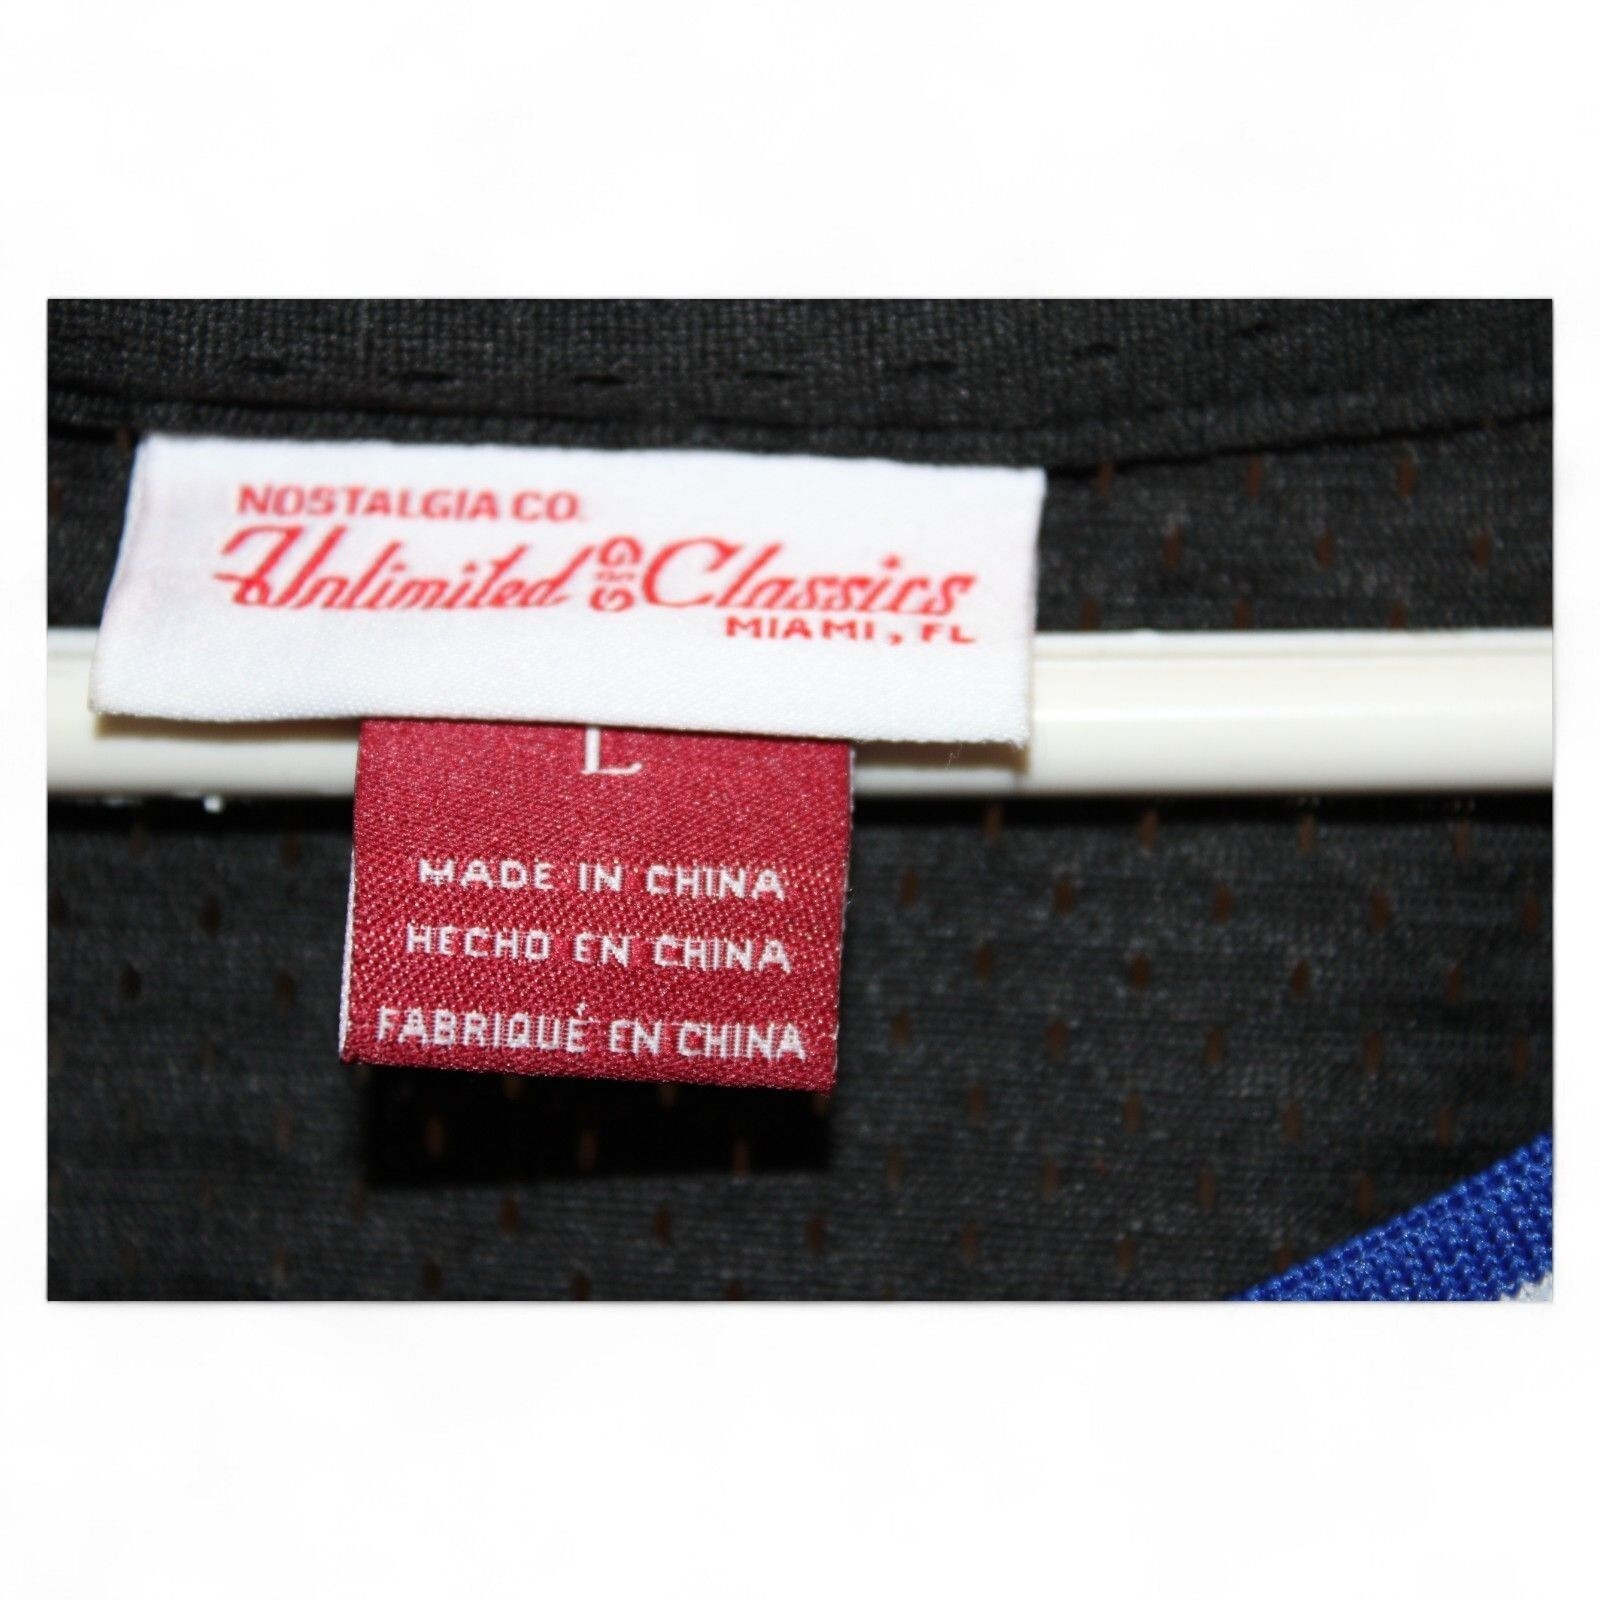 NOSTALGIA CO.
Unlimited Classics
MIAMI, FL
L
MADE IN CHINA
HECHO EN CHINA
FABRIQUÉ EN CHINA